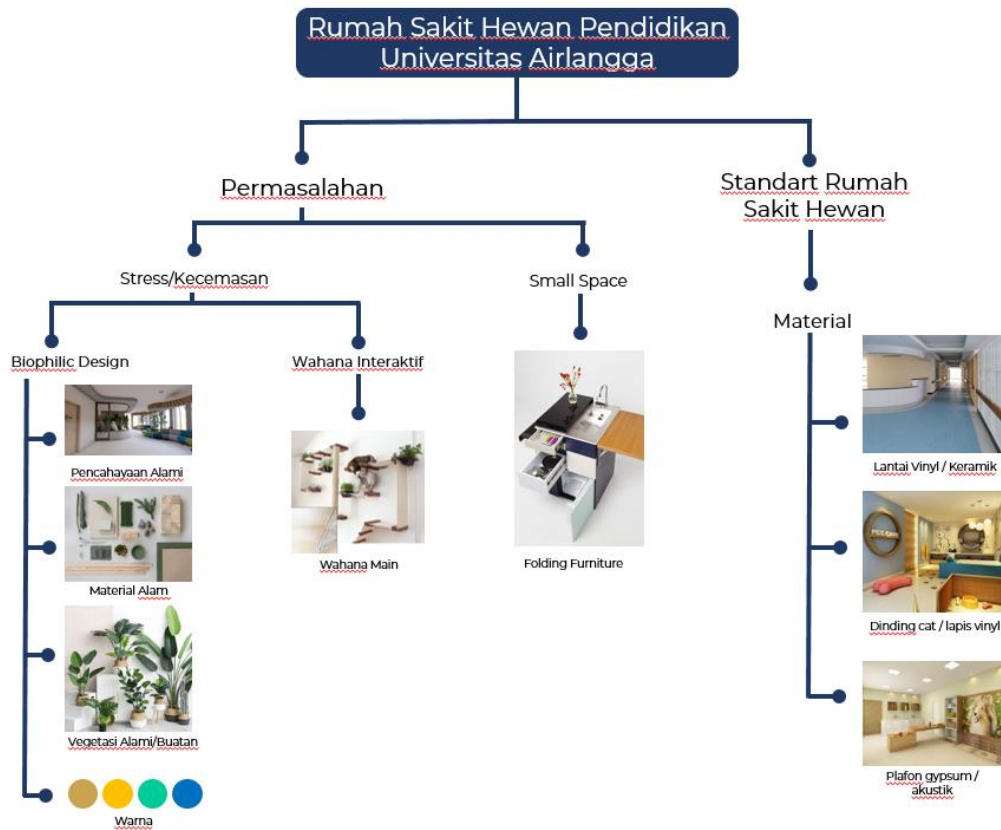 Rumah Sakit Hewan Pendidikan
Universitas Airlangga
Permasalahan
Standart Rumah
Sakit Hewan
Stress/Kecemasan
Small Space
Material
Biophilic Design
Wahana Interaktif
Pencahayaan Alami
Material Alam
Vegetasi Alami/Buatan
Warna
Wahana Main
Folding Furniture
Lantai Vinyl / Keramik
Dinding cat / lapis vinyl
Plafon gypsum /
akustik